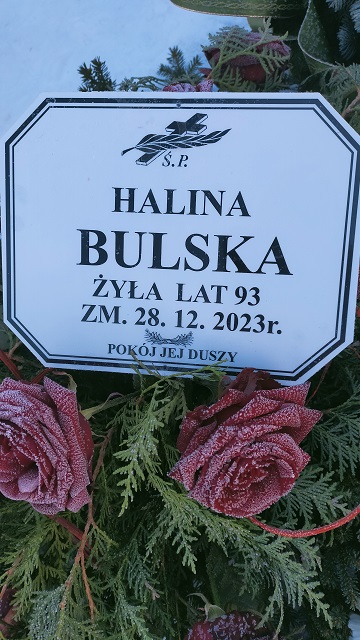 Ś.P.
HALINA
BULSKA
ŻYŁA LAT 93
ZM. 28. 12. 2023r.
POKÓJ JEJ DUSZY